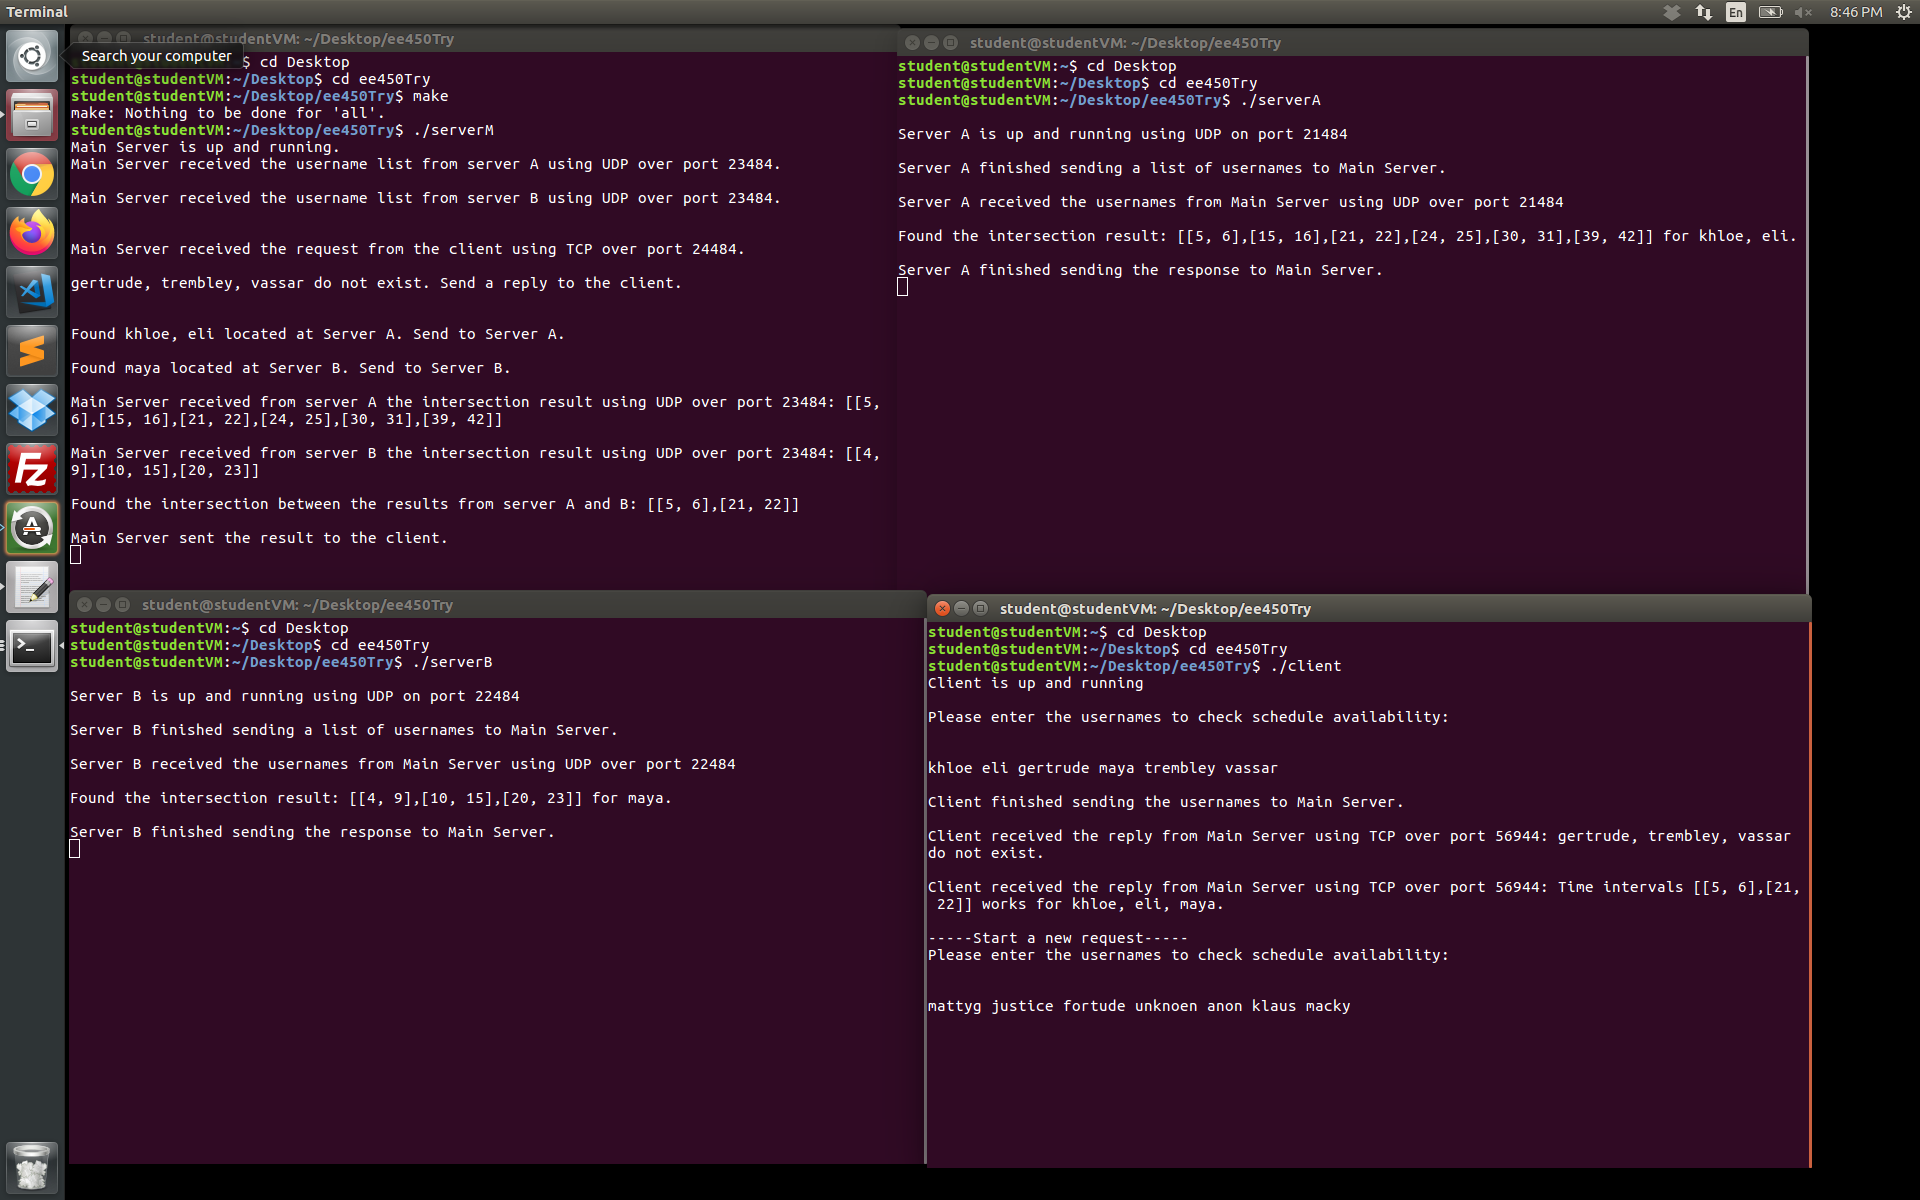 Terminal
En
8:46 PM
Search your computer
student@studentVM: ~/Desktop/ee450Try
$ cd Desktop
student@studentVM:~/Desktop$ cd ee450Try
student@studentVM:~/Desktop/ee450Try$ make
make: Nothing to be done for 'all'.
student@studentVM:~/Desktop/ee450Try$ ./serverM
Main Server is up and running.
Main Server received the username list from server A using UDP over port 23484.
Main Server received the username list from server B using UDP over port 23484.
Main Server received the request from the client using TCP over port 24484.
gertrude, trembley, vassar do not exist. Send a reply to the client.
Found khloe, eli located at Server A. Send to Server A.
Found maya located at Server B. Send to Server B.
Main Server received from server A the intersection result using UDP over port 23484: [[5,
6],[15, 16],[21, 22],[24, 25],[30, 31],[39, 42]]
Main Server received from server B the intersection result using UDP over port 23484: [[4,
9],[10, 15],[20, 23]]
Found the intersection between the results from server A and B: [[5, 6],[21, 22]]
Main Server sent the result to the client.
student@studentVM: ~/Desktop/ee450Try
student@studentVM:~$ cd Desktop
student@studentVM:~/Desktop$ cd ee450Try
student@studentVM:~/Desktop/ee450Try$ ./serverA
Server A is up and running using UDP on port 21484
Server A finished sending a list of usernames to Main Server.
Server A received the usernames from Main Server using UDP over port 21484
Found the intersection result: [[5, 6],[15, 16],[21, 22],[24, 25],[30, 31],[39, 42]] for khloe, eli.
Server A finished sending the response to Main Server.
student@studentVM: ~/Desktop/ee450Try
student@studentVM:~$ cd Desktop
student@studentVM:~/Desktop$ cd ee450Try
student@studentVM:~/Desktop/ee450Try$ ./serverB
Server B is up and running using UDP on port 22484
Server B finished sending a list of usernames to Main Server.
Server B received the usernames from Main Server using UDP over port 22484
Found the intersection result: [[4, 9],[10, 15],[20, 23]] for maya.
Server B finished sending the response to Main Server.
student@studentVM: ~/Desktop/ee450Try
student@studentVM:~$ cd Desktop
student@studentVM:~/Desktop$ cd ee450Try
student@studentVM:~/Desktop/ee450Try$ ./client
Client is up and running
Please enter the usernames to check schedule availability:
khloe eli gertrude maya trembley vassar
Client finished sending the usernames to Main Server.
Client received the reply from Main Server using TCP over port 56944: gertrude, trembley, vassar
do not exist.
Client received the reply from Main Server using TCP over port 56944: Time intervals [[5, 6],[21,
22]] works for khloe, eli, maya.
-----Start a new request-----
Please enter the usernames to check schedule availability:
mattyg justice fortude unknoen anon klaus macky